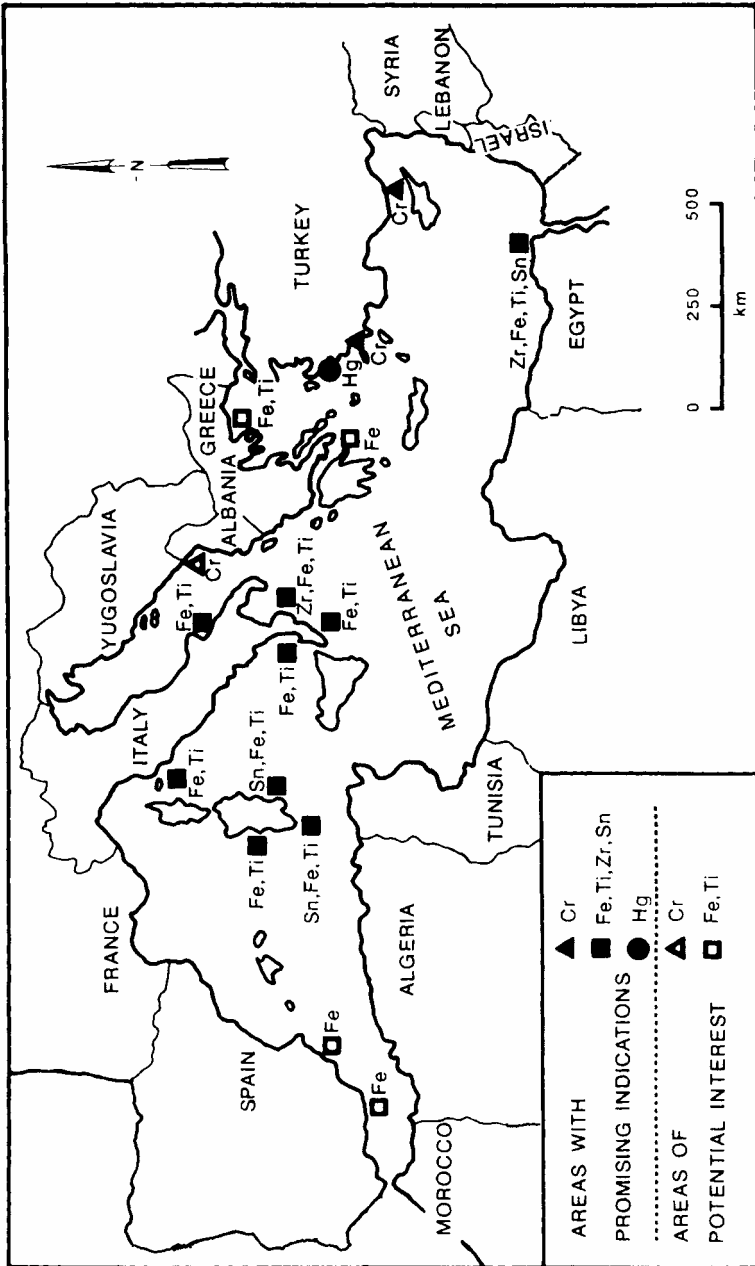 FRANCE
SPAIN
ITALY
YUGOSLAVIA
ALBANIA
GREECE
TURKEY
SYRIA
LEBANON
ISRAEL
EGYPT
LIBYA
TUNISIA
ALGERIA
MOROCCO
MEDITERRANEAN
SEA
N
Fe
Fe
Fe,Ti
Sn,Fe,Ti
Sn,Fe,Ti
Fe,Ti
Fe,Ti
Fe,Ti
Zr,Fe,Ti
Fe,Ti
Cr
Fe,Ti
Fe
Hg
Cr
Cr
Zr,Fe,Ti,Sn
0 250 500
km
AREAS WITH
PROMISING INDICATIONS
Cr
Fe,Ti,Zr,Sn
Hg
AREAS OF
POTENTIAL INTEREST
Cr
Fe,Ti